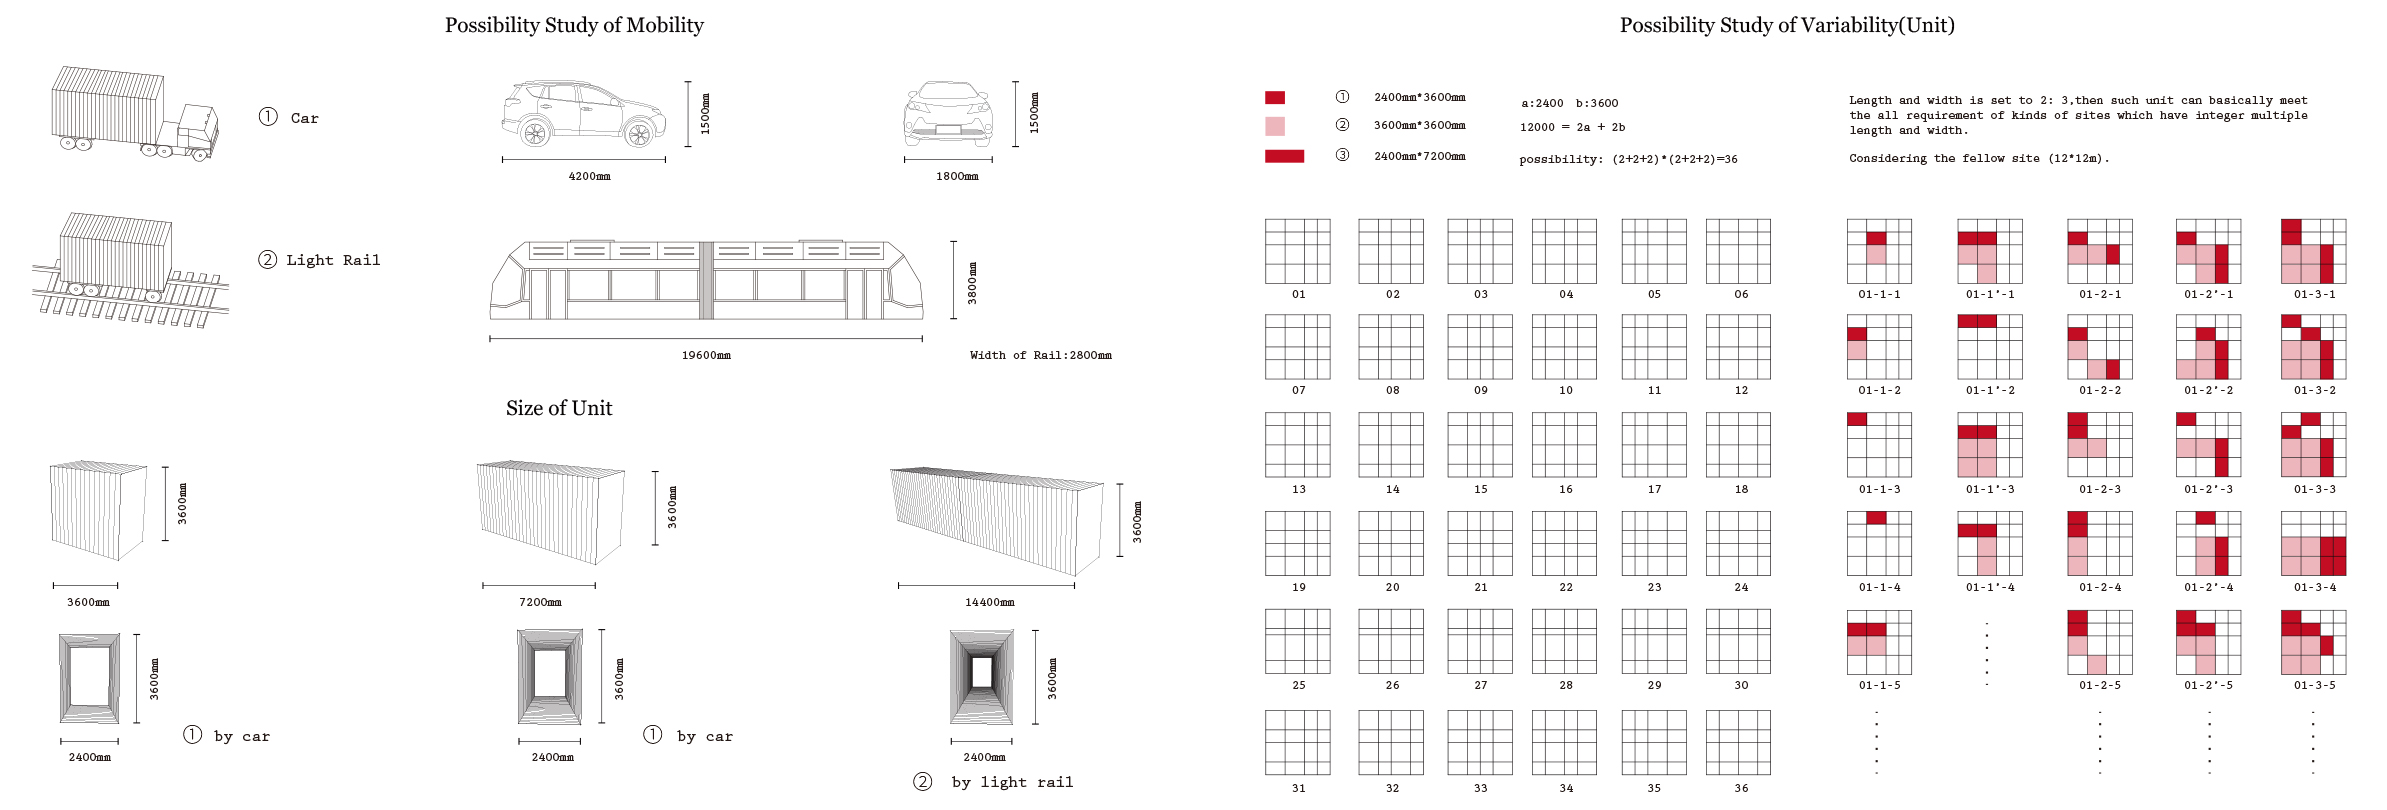 Possibility Study of Mobility
① Car
1500mm
4200mm
1500mm
1800mm
② Light Rail
3800mm
19600mm
Width of Rail:2800mm
Size of Unit
3600mm
3600mm
3600mm
3600mm
7200mm
14400mm
3600mm
3600mm
3600mm
① by car
① by car
2400mm
2400mm
2400mm
② by light rail
Possibility Study of Variability(Unit)
① 2400mm*3600mm
② 3600mm*3600mm
③ 2400mm*7200mm
a:2400 b:3600
12000 = 2a + 2b
possibility: (2+2+2)*(2+2+2)=36
Length and width is set to 2: 3,then such unit can basically meet
the all requirement of kinds of sites which have integer multiple
length and width.
Considering the fellow site (12*12m).
01 02 03 04 05 06
07 08 09 10 11 12
13 14 15 16 17 18
19 20 21 22 23 24
25 26 27 28 29 30
31 32 33 34 35 36
01-1-1 01-1'-1 01-2-1 01-2'-1 01-3-1
01-1-2 01-1'-2 01-2-2 01-2'-2 01-3-2
01-1-3 01-1'-3 01-2-3 01-2'-3 01-3-3
01-1-4 01-1'-4 01-2-4 01-2'-4 01-3-4
01-1-5 01-2-5 01-2'-5 01-3-5